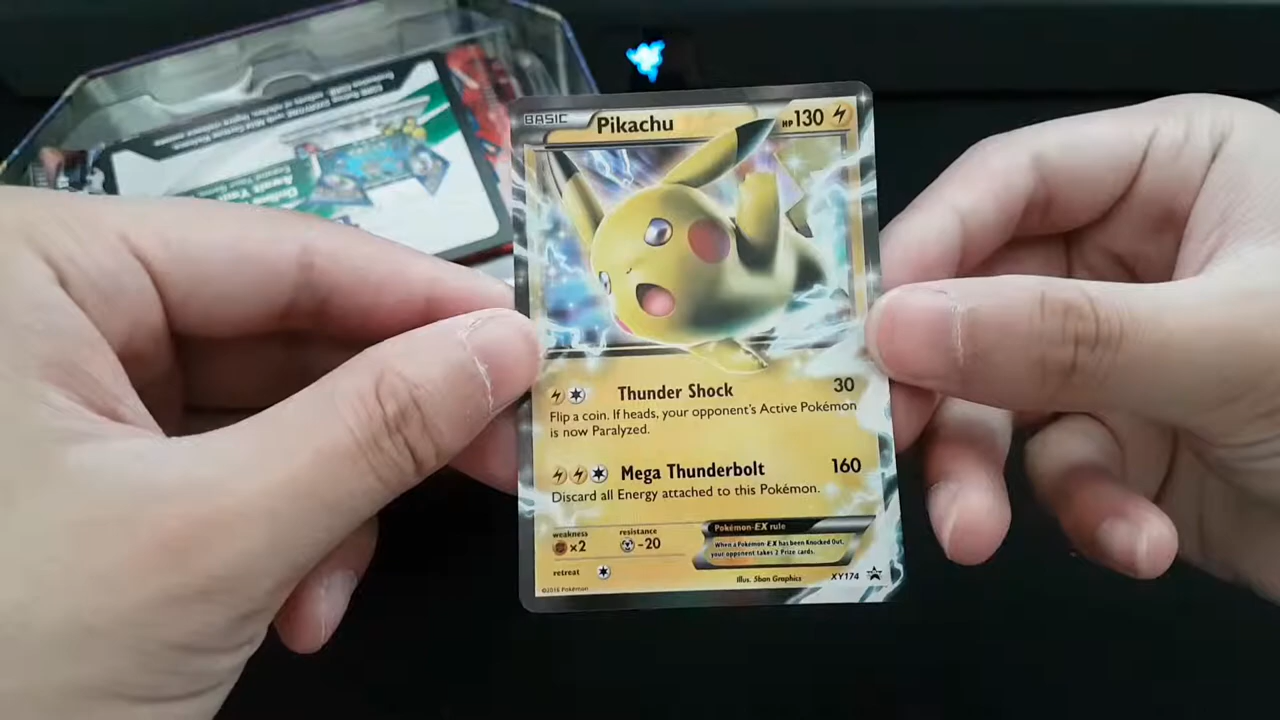 BASIC Pikachu HP130
Thunder Shock 30
Flip a coin. If heads, your opponent's Active Pokémon
is now Paralyzed.
Mega Thunderbolt 160
Discard all Energy attached to this Pokémon.
weakness resistance
×2 -20
retreat
Pokémon-EX rule
When a Pokémon-EX has been Knocked Out,
your opponent takes 2 Prize cards.
Illus. 5ban Graphics
XY174
©2016 Pokémon